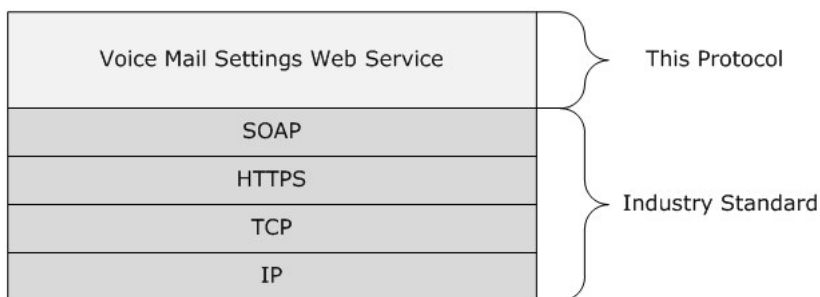 Voice Mail Settings Web Service
This Protocol
SOAP
HTTPS
TCP
Industry Standard
IP